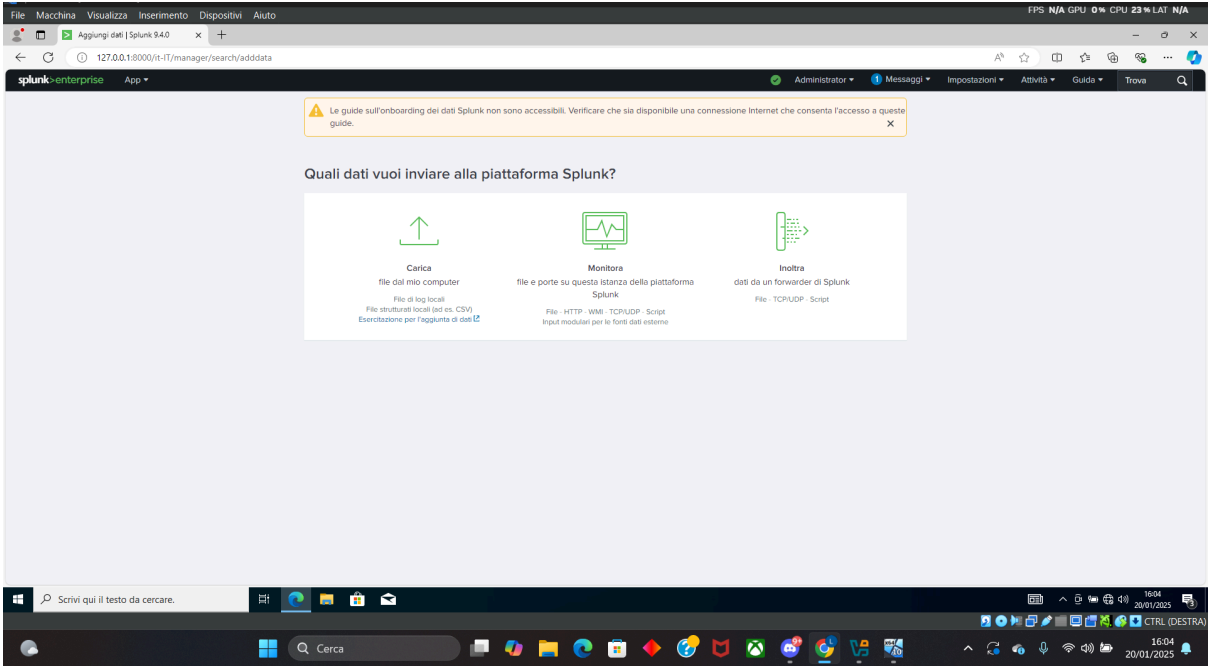 File Macchina Visualizza Inserimento Dispositivi Aiuto
FPS N/A GPU 0% CPU 23% LAT N/A
Aggiungi dati | Splunk 9.4.0
127.0.0.1:8000/it-IT/manager/search/adddata
splunk>enterprise App
Administrator 1 Messaggi Impostazioni Attività Guida Trova
Le guide sull'onboarding dei dati Splunk non sono accessibili. Verificare che sia disponibile una connessione Internet che consenta l'accesso a queste
guide.
Quali dati vuoi inviare alla piattaforma Splunk?
Carica
file dal mio computer
File di log locali
File strutturati locali (ad es. CSV)
Esercitazione per l'aggiunta di dati
Monitora
file e porte su questa istanza della piattaforma
Splunk
File - HTTP - WMI - TCP/UDP - Script
Input modulari per le fonti dati esterne
Inoltra
dati da un forwarder di Splunk
File - TCP/UDP - Script
Scrivi qui il testo da cercare.
16:04
20/01/2025
3
CTRL (DESTRA)
Cerca
16:04
20/01/2025